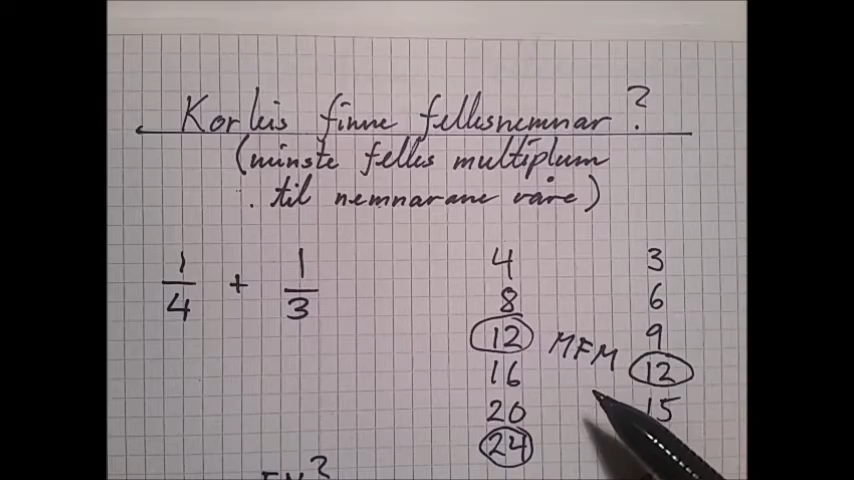 Korleis finne fellesnemnar?
(minste felles multiplum
til nemnarane våre)
1/4 + 1/3
4 3
8 6
12 MFM 9
16 12
20 15
24